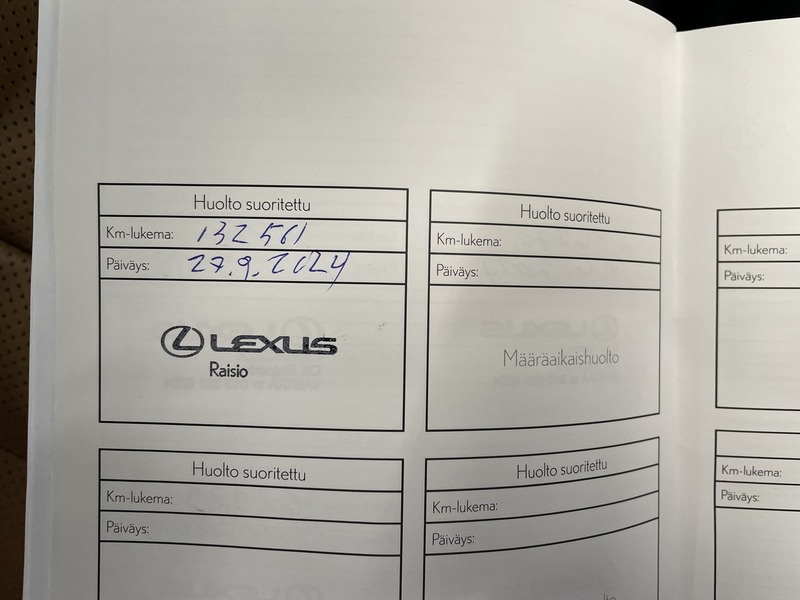 Huolto suoritettu
Km-lukema: 132 561
Päiväys: 27.9.2024
LEXUS
Raisio
Huolto suoritettu
Km-lukema:
Päiväys:
Määräaikaishuolto
Km-lukema:
Päiväys:
Huolto suoritettu
Km-lukema:
Päiväys:
Huolto suoritettu
Km-lukema:
Päiväys:
Km-lukema:
Päiväys: